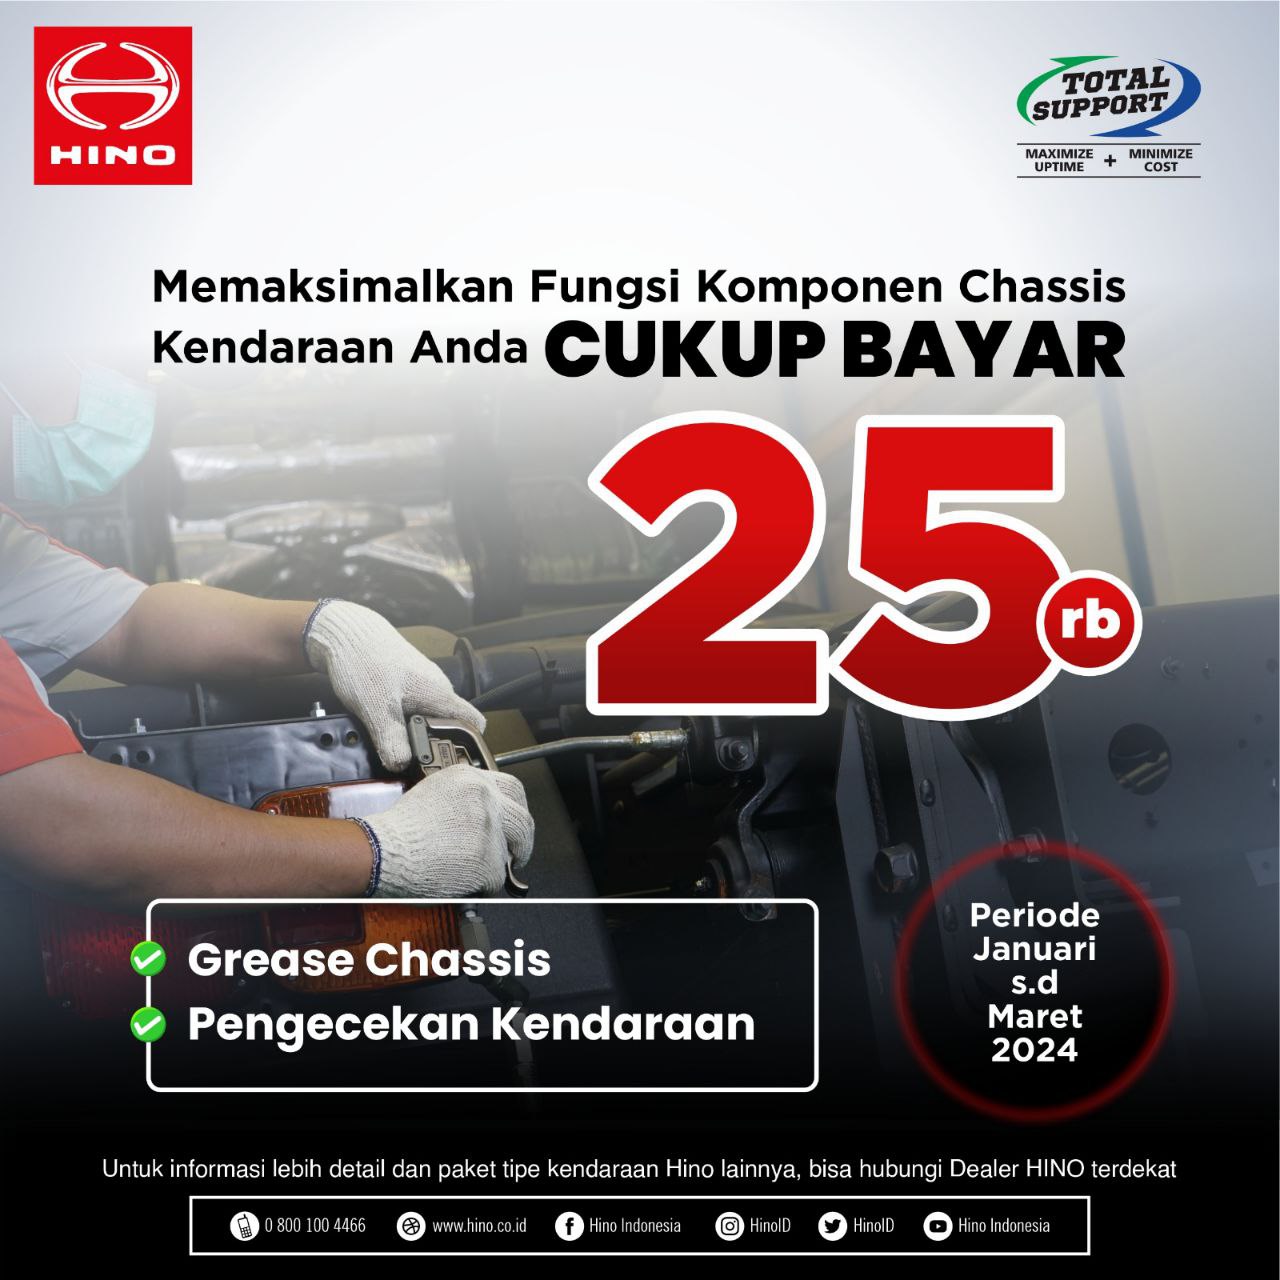 HINO
TOTAL
SUPPORT
MAXIMIZE UPTIME + MINIMIZE COST
Memaksimalkan Fungsi Komponen Chassis
Kendaraan Anda CUKUP BAYAR
25 rb
Grease Chassis
Pengecekan Kendaraan
Periode
Januari
s.d
Maret
2024
Untuk informasi lebih detail dan paket tipe kendaraan Hino lainnya, bisa hubungi Dealer HINO terdekat
0 800 100 4466 www.hino.co.id Hino Indonesia HinoID HinoID Hino Indonesia